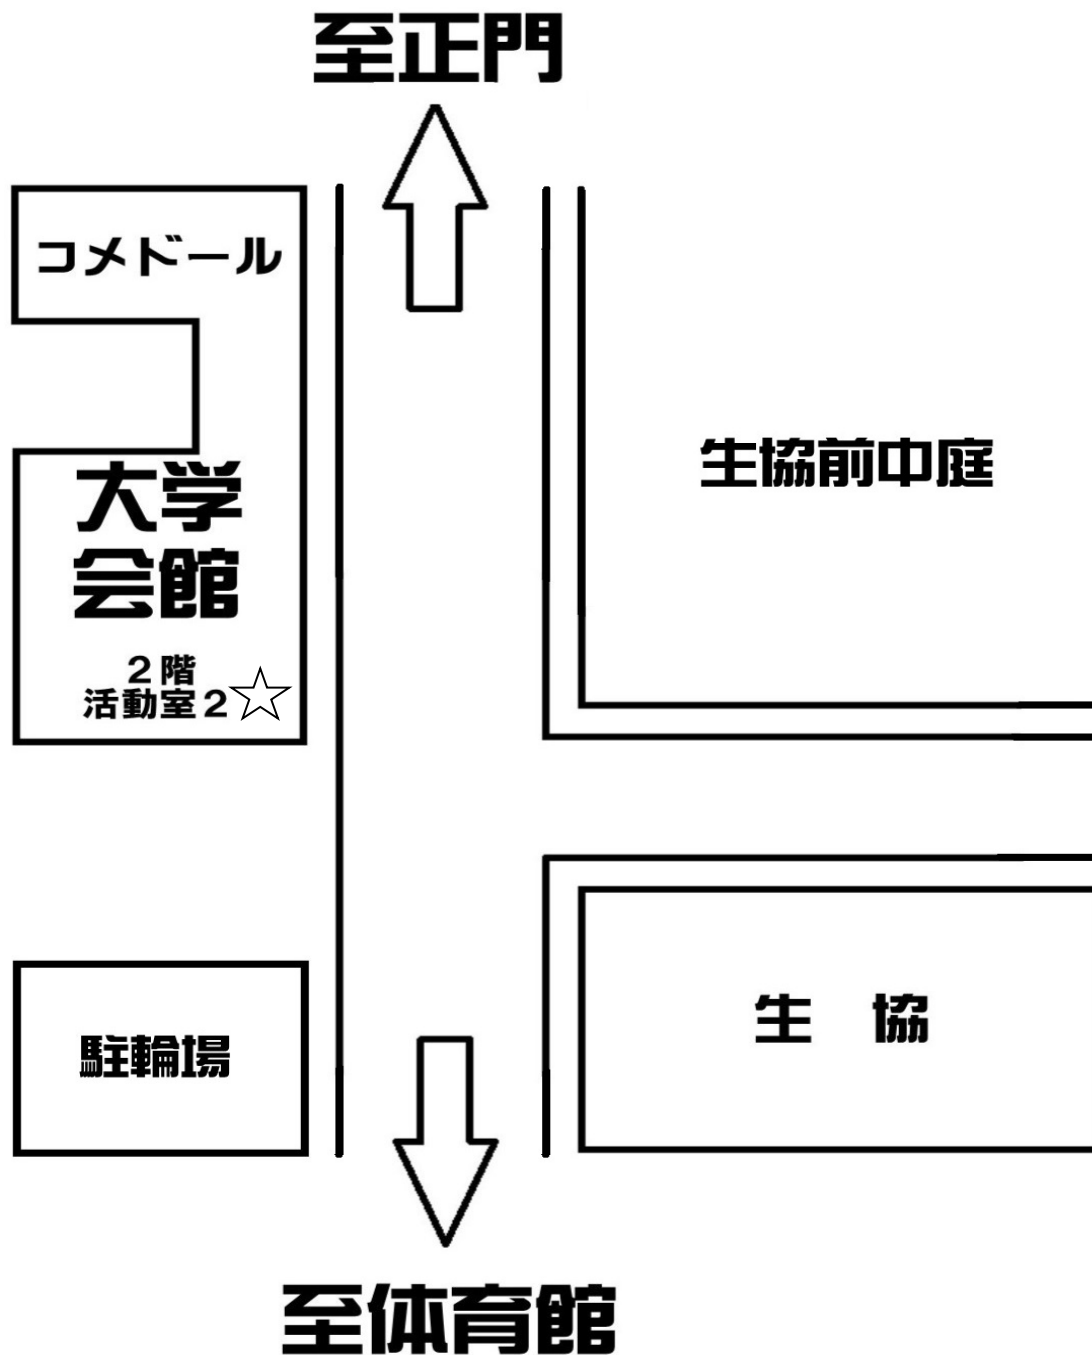 至正門
コメドール
生協前中庭
大学
会館
２階
活動室２☆
生　協
駐輪場
至体育館